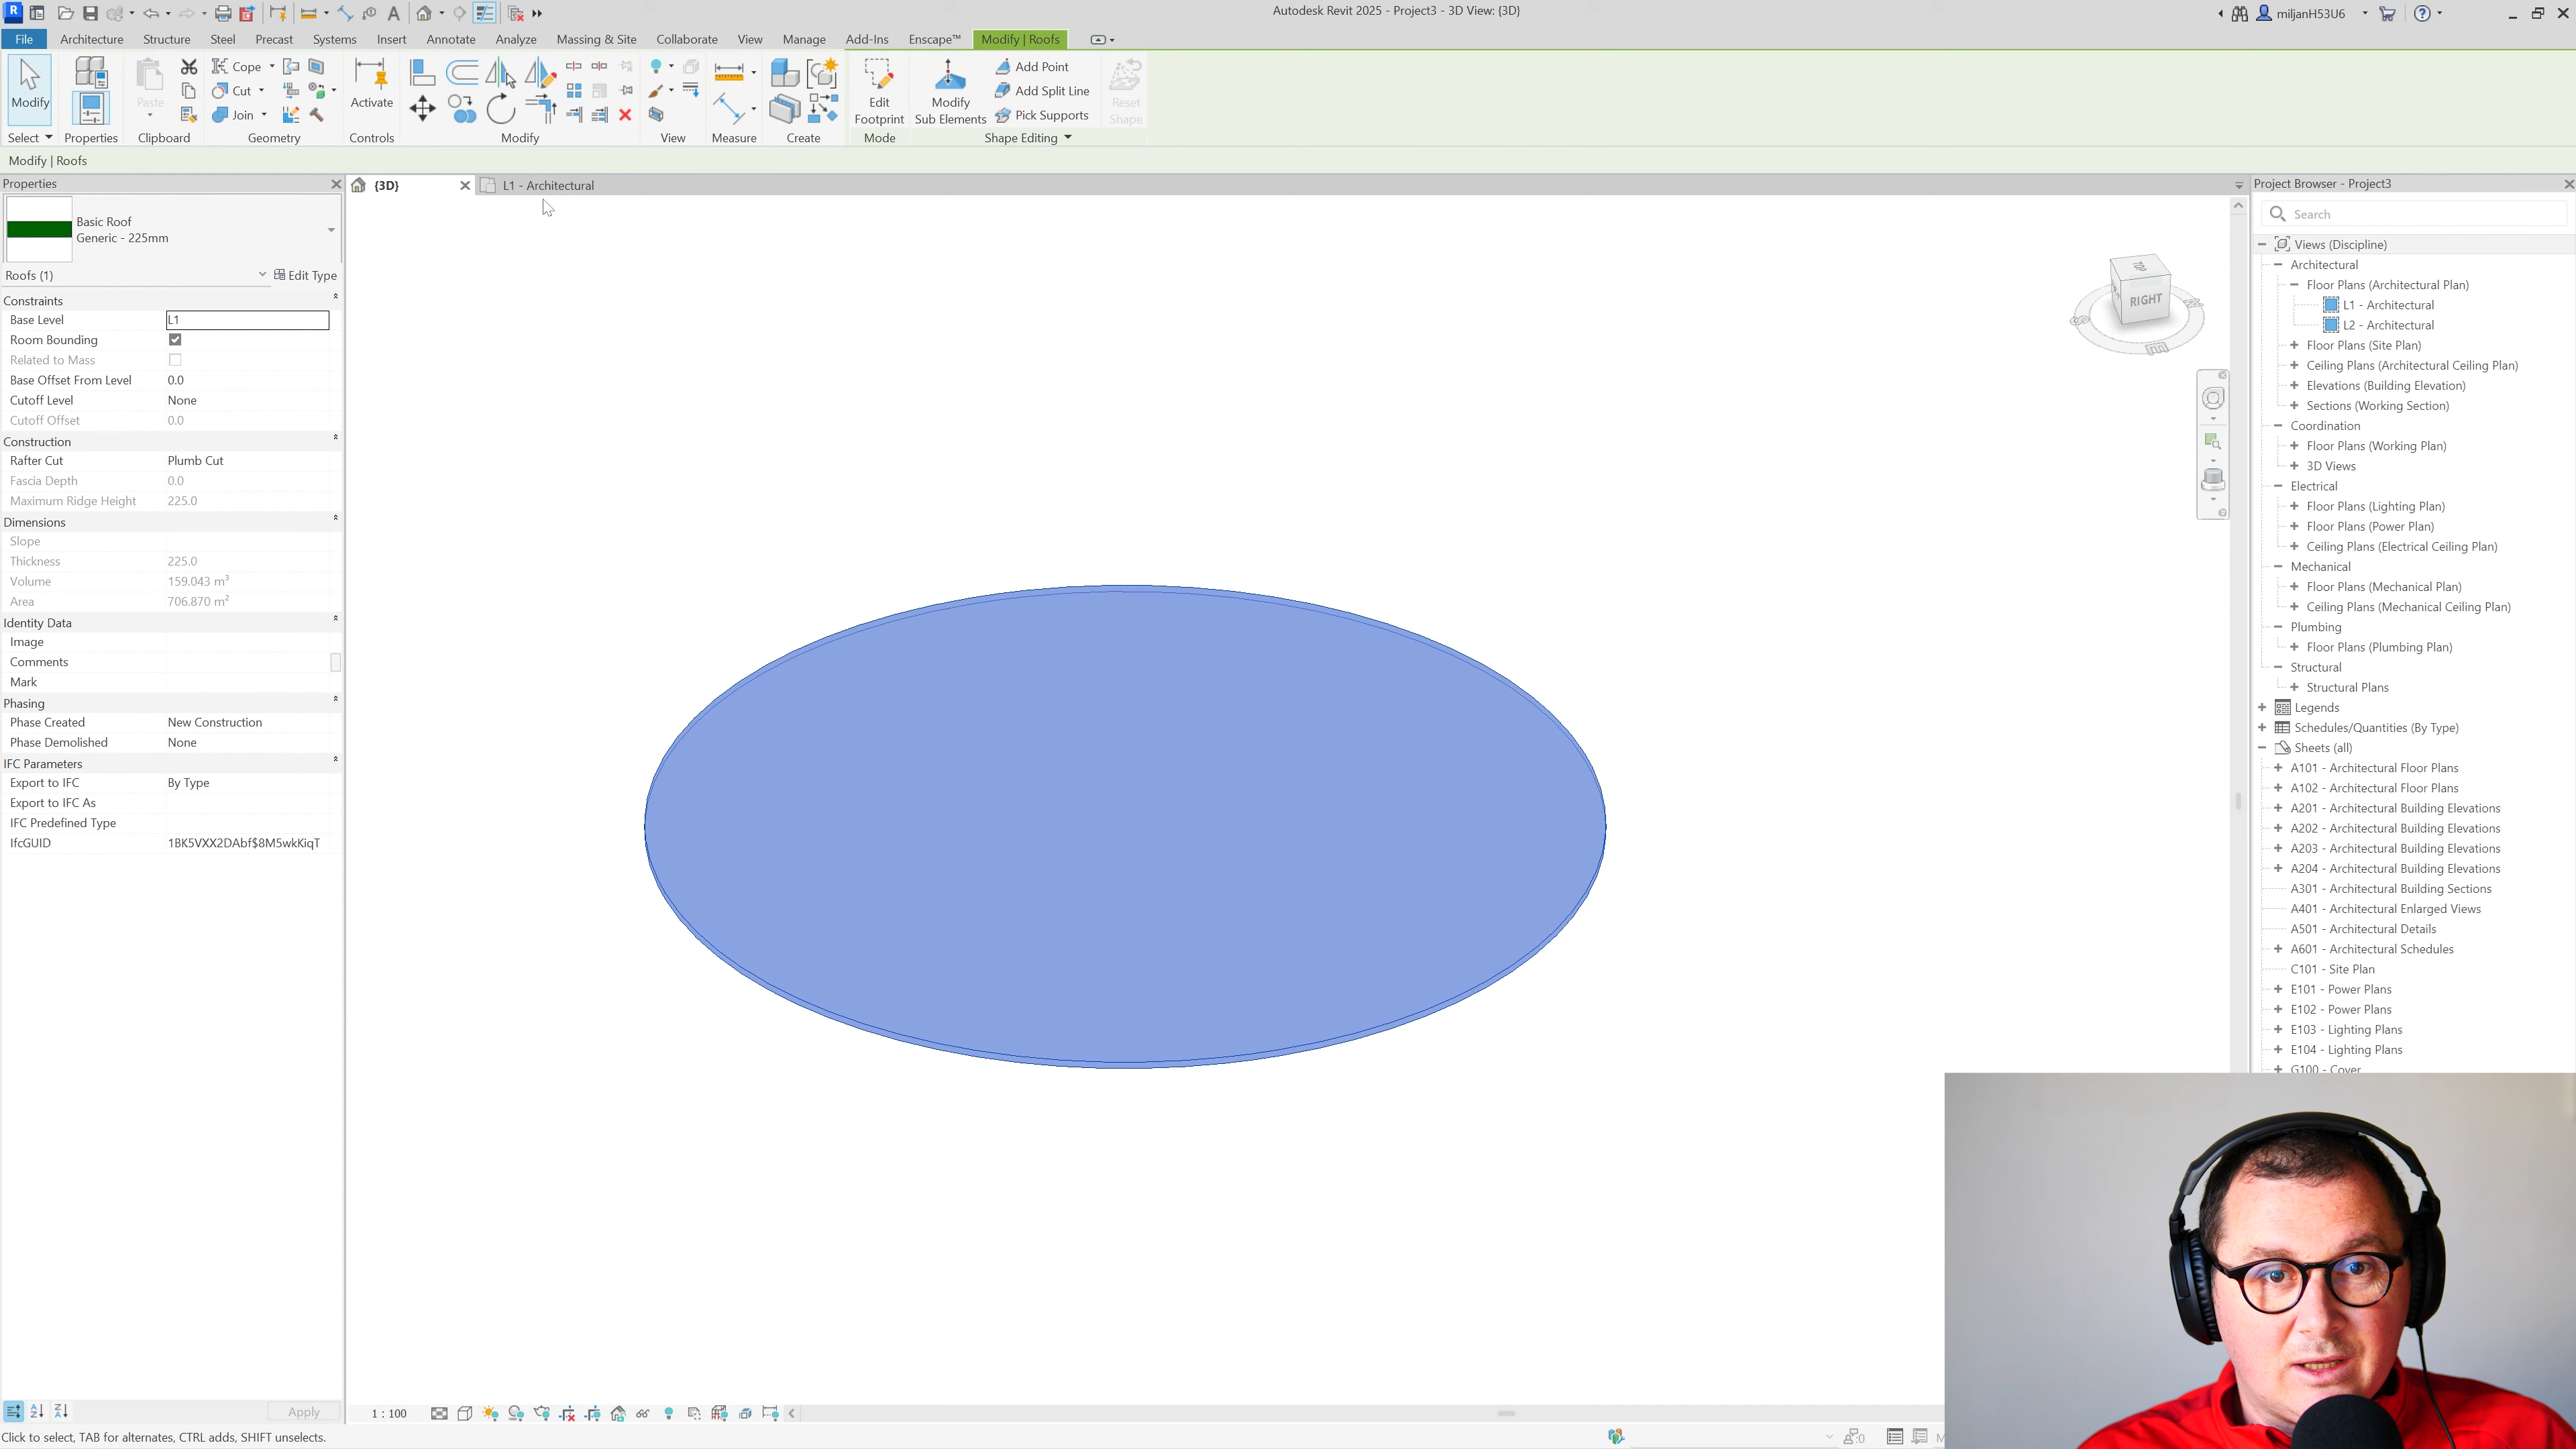 Autodesk Revit 2025 - Project3 - 3D View: {3D}
miljanH53U6
File Architecture Structure Steel Precast Systems Insert Annotate Analyze Massing & Site Collaborate View Manage Add-Ins Enscape™ Modify | Roofs
Modify
Paste
Cope
Cut
Join
Activate
Edit Footprint
Modify Sub Elements
Add Point
Add Split Line
Pick Supports
Reset Shape
Select Properties Clipboard Geometry Controls Modify View Measure Create Mode Shape Editing
Modify | Roofs
Properties
Basic Roof
Generic - 225mm
Roofs (1) Edit Type
Constraints
Base Level L1
Room Bounding
Related to Mass
Base Offset From Level 0.0
Cutoff Level None
Cutoff Offset 0.0
Construction
Rafter Cut Plumb Cut
Fascia Depth 0.0
Maximum Ridge Height 225.0
Dimensions
Slope
Thickness 225.0
Volume 159.043 m³
Area 706.870 m²
Identity Data
Image
Comments
Mark
Phasing
Phase Created New Construction
Phase Demolished None
IFC Parameters
Export to IFC By Type
Export to IFC As
IFC Predefined Type
IfcGUID 1BK5VXX2DAbf$8M5wkKiqT
Apply
{3D}
L1 - Architectural
RIGHT
1 : 100
Project Browser - Project3
Search
Views (Discipline)
Architectural
Floor Plans (Architectural Plan)
L1 - Architectural
L2 - Architectural
Floor Plans (Site Plan)
Ceiling Plans (Architectural Ceiling Plan)
Elevations (Building Elevation)
Sections (Working Section)
Coordination
Floor Plans (Working Plan)
3D Views
Electrical
Floor Plans (Lighting Plan)
Floor Plans (Power Plan)
Ceiling Plans (Electrical Ceiling Plan)
Mechanical
Floor Plans (Mechanical Plan)
Ceiling Plans (Mechanical Ceiling Plan)
Plumbing
Floor Plans (Plumbing Plan)
Structural
Structural Plans
Legends
Schedules/Quantities (By Type)
Sheets (all)
A101 - Architectural Floor Plans
A102 - Architectural Floor Plans
A201 - Architectural Building Elevations
A202 - Architectural Building Elevations
A203 - Architectural Building Elevations
A204 - Architectural Building Elevations
A301 - Architectural Building Sections
A401 - Architectural Enlarged Views
A501 - Architectural Details
A601 - Architectural Schedules
C101 - Site Plan
E101 - Power Plans
E102 - Power Plans
E103 - Lighting Plans
E104 - Lighting Plans
G100 - Cover
Click to select, TAB for alternates, CTRL adds, SHIFT unselects.
:0